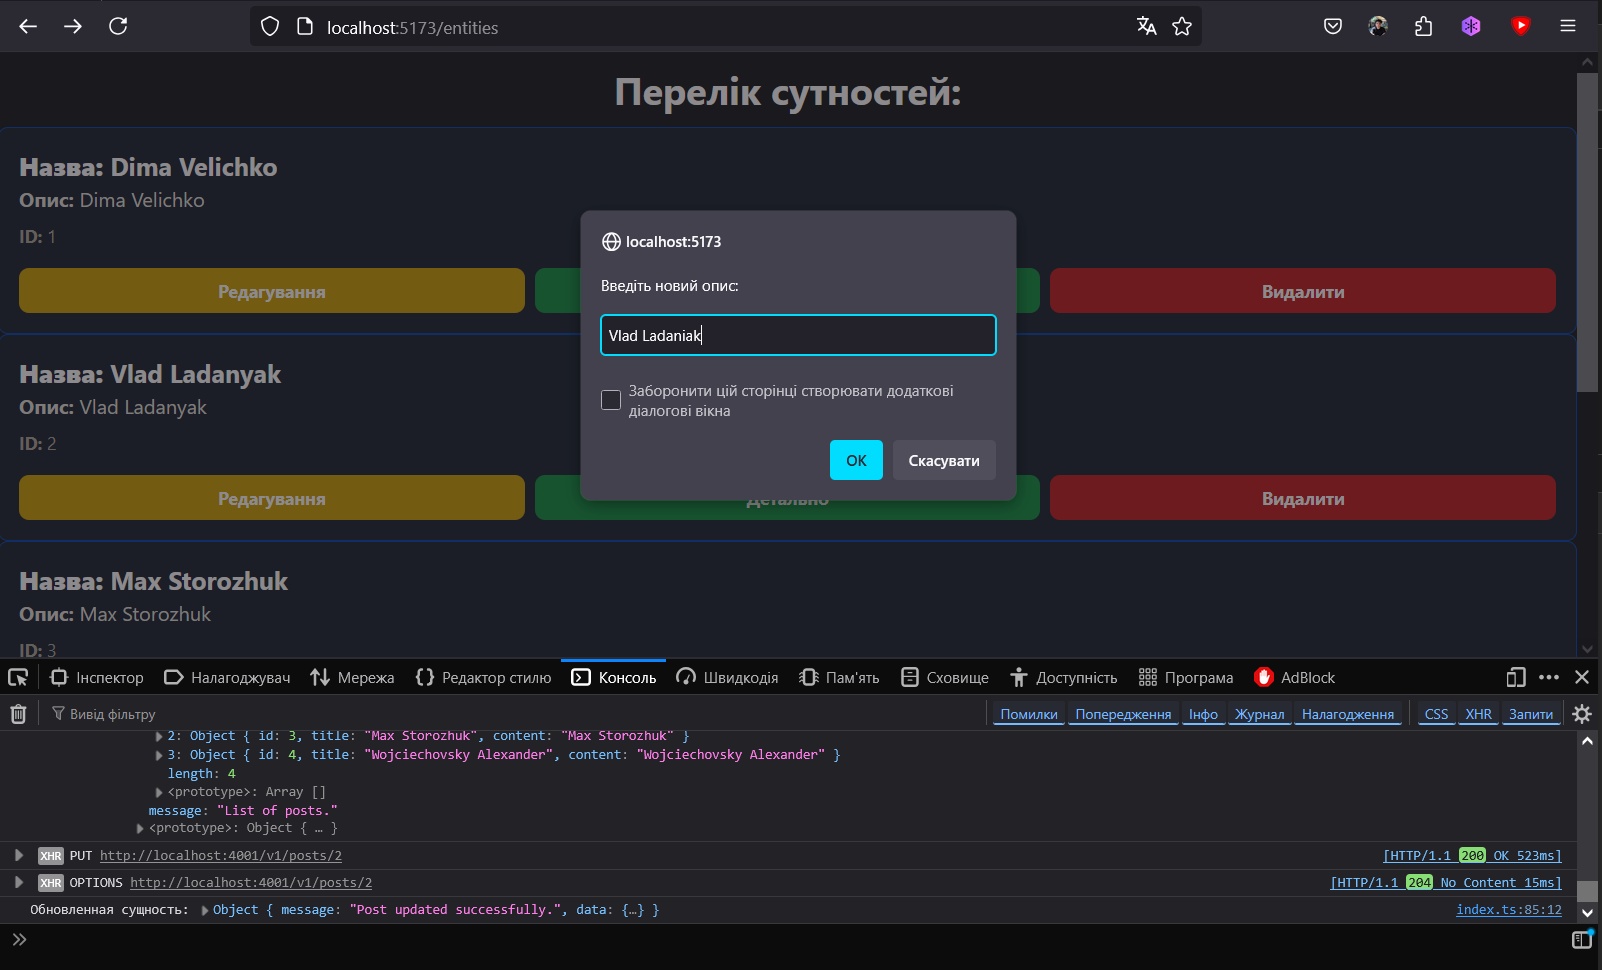 localhost:5173/entities
Перелік сутностей:
Назва: Dima Velichko
Опис: Dima Velichko
ID: 1
Редагування
Видалити
localhost:5173
Введіть новий опис:
Vlad Ladaniak
Заборонити цій сторінці створювати додаткові
діалогові вікна
OK
Скасувати
Назва: Vlad Ladanyak
Опис: Vlad Ladanyak
ID: 2
Редагування
Детально
Видалити
Назва: Max Storozhuk
Опис: Max Storozhuk
ID: 3
Інспектор Налагоджувач Мережа Редактор стилю Консоль Швидкодія Пам'ять Сховище Доступність Програма AdBlock
Вивід фільтру Помилки Попередження Інфо Журнал Налагодження CSS XHR Запити
2: Object { id: 3, title: "Max Storozhuk", content: "Max Storozhuk" }
3: Object { id: 4, title: "Wojciechovsky Alexander", content: "Wojciechovsky Alexander" }
length: 4
<prototype>: Array []
message: "List of posts."
<prototype>: Object { … }
XHR PUT http://localhost:4001/v1/posts/2 [HTTP/1.1 200 OK 523ms]
XHR OPTIONS http://localhost:4001/v1/posts/2 [HTTP/1.1 204 No Content 15ms]
Обновленная сущность: Object { message: "Post updated successfully.", data: {…} } index.ts:85:12